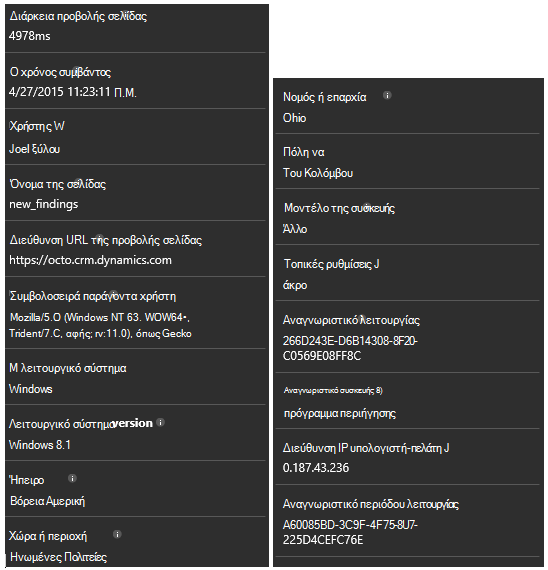 Διάρκεια προβολής σελίδας
4978ms
Ο χρόνος συμβάντος
4/27/2015 11:23:11 Π.Μ.
Χρήστης W
Joel ξύλου
Όνομα της σελίδας
new_findings
Διεύθυνση URL της προβολής σελίδας
https://octo.crm.dynamics.com
Συμβολοσειρά παράγοντα χρήστη
Mozilla/5.O (Windows NT 63. WOW64•,
Trident/7.C, αφής; rv:11.0), όπως Gecko
Μ λειτουργικό σύστημα
Windows
Λειτουργικό σύστημα version
Windows 8.1
Ήπειρο
Βόρεια Αμερική
Χώρα ή περιοχή
Ηνωμένες Πολιτείες
Νομός ή επαρχία
Ohio
Πόλη να
Του Κολόμβου
Μοντέλο της συσκευής
Άλλο
Τοπικές ρυθμίσεις J
άκρο
Αναγνωριστικό λειτουργίας
266D243E-D6B14308-8F20-
C0569E08FF8C
Αναγνωριστικό συσκευής 8)
πρόγραμμα περιήγησης
Διεύθυνση IP υπολογιστή-πελάτη J
0.187.43.236
Αναγνωριστικό περιόδου λειτουργίας
A60085BD-3C9F-4F75-8U7-
225D4CEFC76E